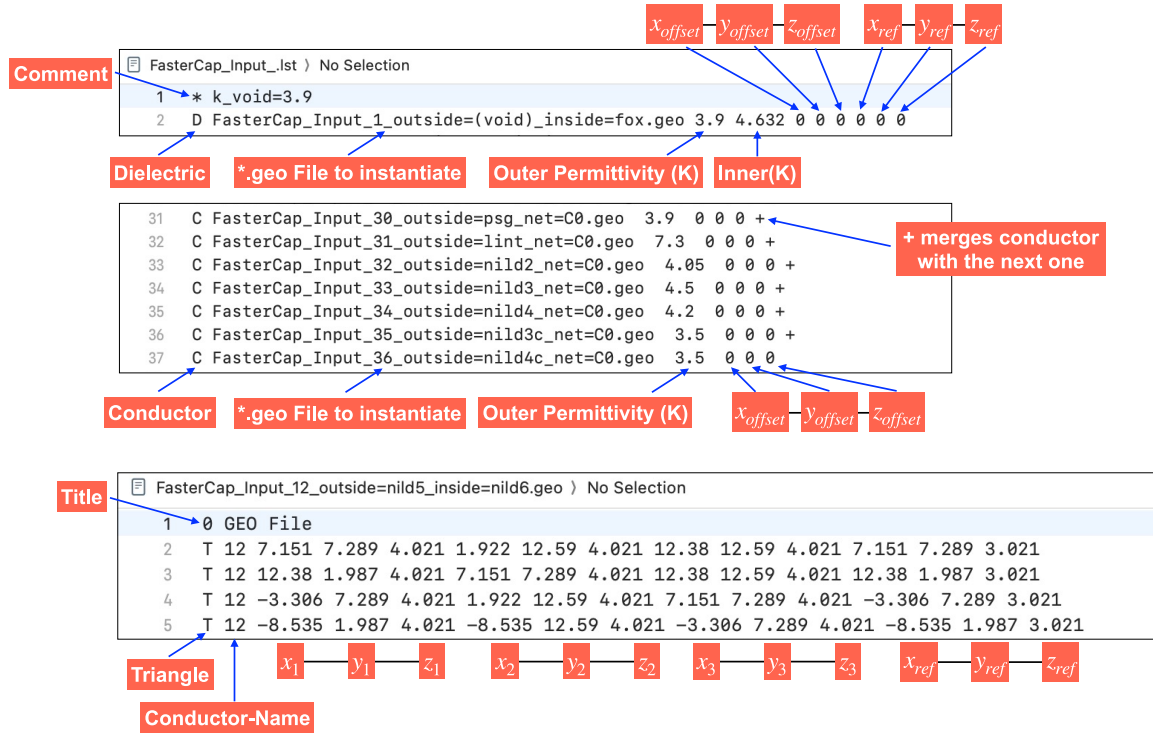 x_offset y_offset z_offset x_ref y_ref z_ref
FasterCap_Input_.lst ⟩ No Selection
Comment
1 * k_void=3.9
2 D FasterCap_Input_1_outside=(void)_inside=fox.geo 3.9 4.632 0 0 0 0 0 0
Dielectric *.geo File to instantiate Outer Permittivity (K) Inner(K)
31 C FasterCap_Input_30_outside=psg_net=C0.geo 3.9 0 0 0 +
32 C FasterCap_Input_31_outside=lint_net=C0.geo 7.3 0 0 0 +
33 C FasterCap_Input_32_outside=nild2_net=C0.geo 4.05 0 0 0 +
34 C FasterCap_Input_33_outside=nild3_net=C0.geo 4.5 0 0 0 +
35 C FasterCap_Input_34_outside=nild4_net=C0.geo 4.2 0 0 0 +
36 C FasterCap_Input_35_outside=nild3c_net=C0.geo 3.5 0 0 0 +
37 C FasterCap_Input_36_outside=nild4c_net=C0.geo 3.5 0 0 0
+ merges conductor
with the next one
Conductor *.geo File to instantiate Outer Permittivity (K) x_offset y_offset z_offset
FasterCap_Input_12_outside=nild5_inside=nild6.geo ⟩ No Selection
Title
1 0 GEO File
2 T 12 7.151 7.289 4.021 1.922 12.59 4.021 12.38 12.59 4.021 7.151 7.289 3.021
3 T 12 12.38 1.987 4.021 7.151 7.289 4.021 12.38 12.59 4.021 12.38 1.987 3.021
4 T 12 -3.306 7.289 4.021 1.922 12.59 4.021 7.151 7.289 4.021 -3.306 7.289 3.021
5 T 12 -8.535 1.987 4.021 -8.535 12.59 4.021 -3.306 7.289 4.021 -8.535 1.987 3.021
Triangle x_1 y_1 z_1 x_2 y_2 z_2 x_3 y_3 z_3 x_ref y_ref z_ref
Conductor-Name